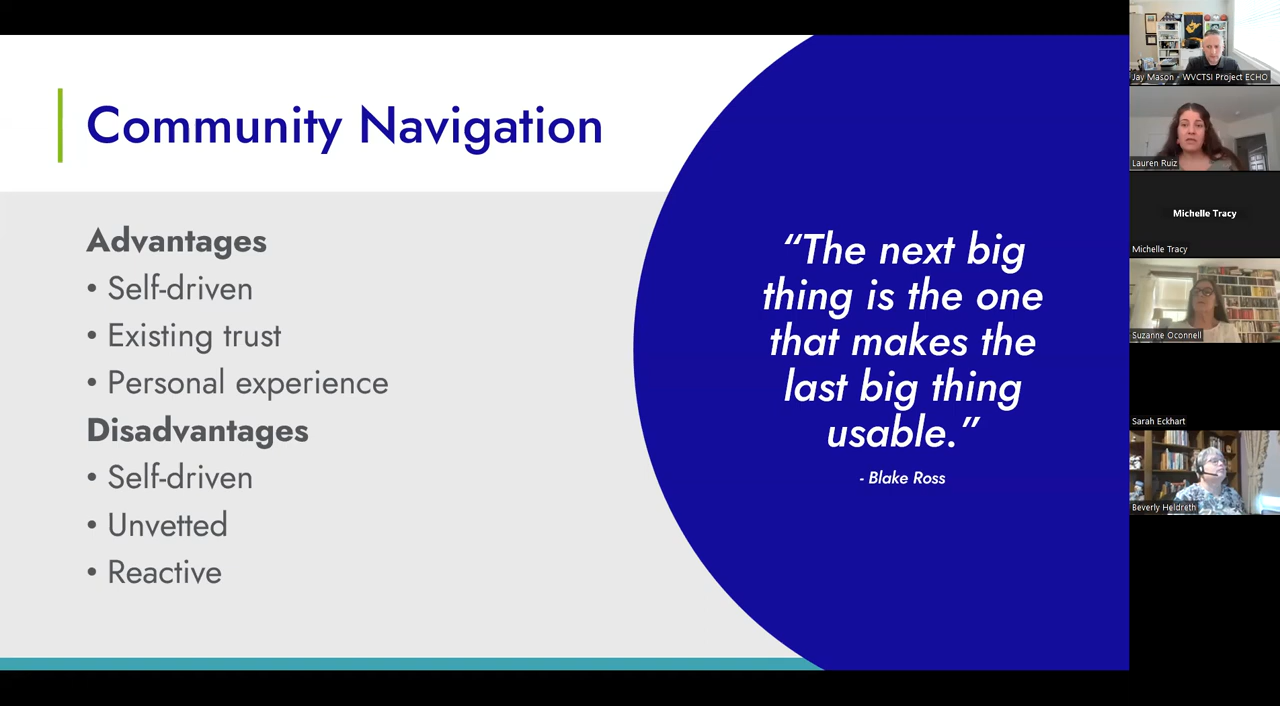 Community Navigation
Advantages
• Self-driven
• Existing trust
• Personal experience
Disadvantages
• Self-driven
• Unvetted
• Reactive
“The next big
thing is the one
that makes the
last big thing
usable.”
- Blake Ross
Jay Mason - WVCTSI Project ECHO
Lauren Ruiz
Michelle Tracy
Michelle Tracy
Suzanne Oconnell
Sarah Eckhart
Beverly Heldreth